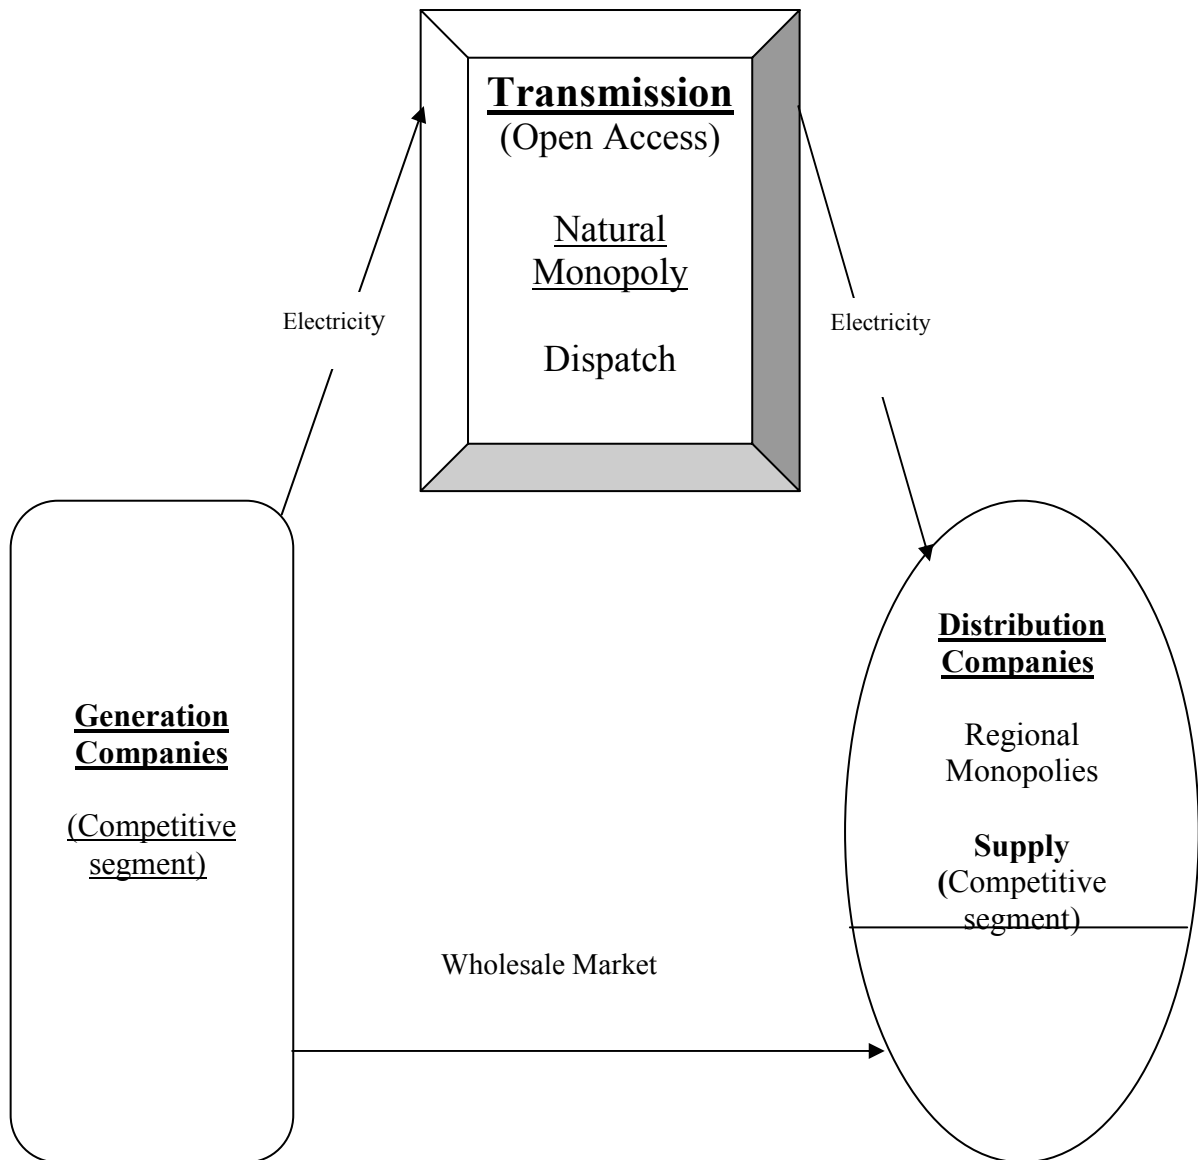 Transmission
(Open Access)
Natural
Monopoly
Dispatch
Electricity
Electricity
Generation
Companies
(Competitive
segment)
Distribution
Companies
Regional
Monopolies
Supply
(Competitive
segment)
Wholesale Market